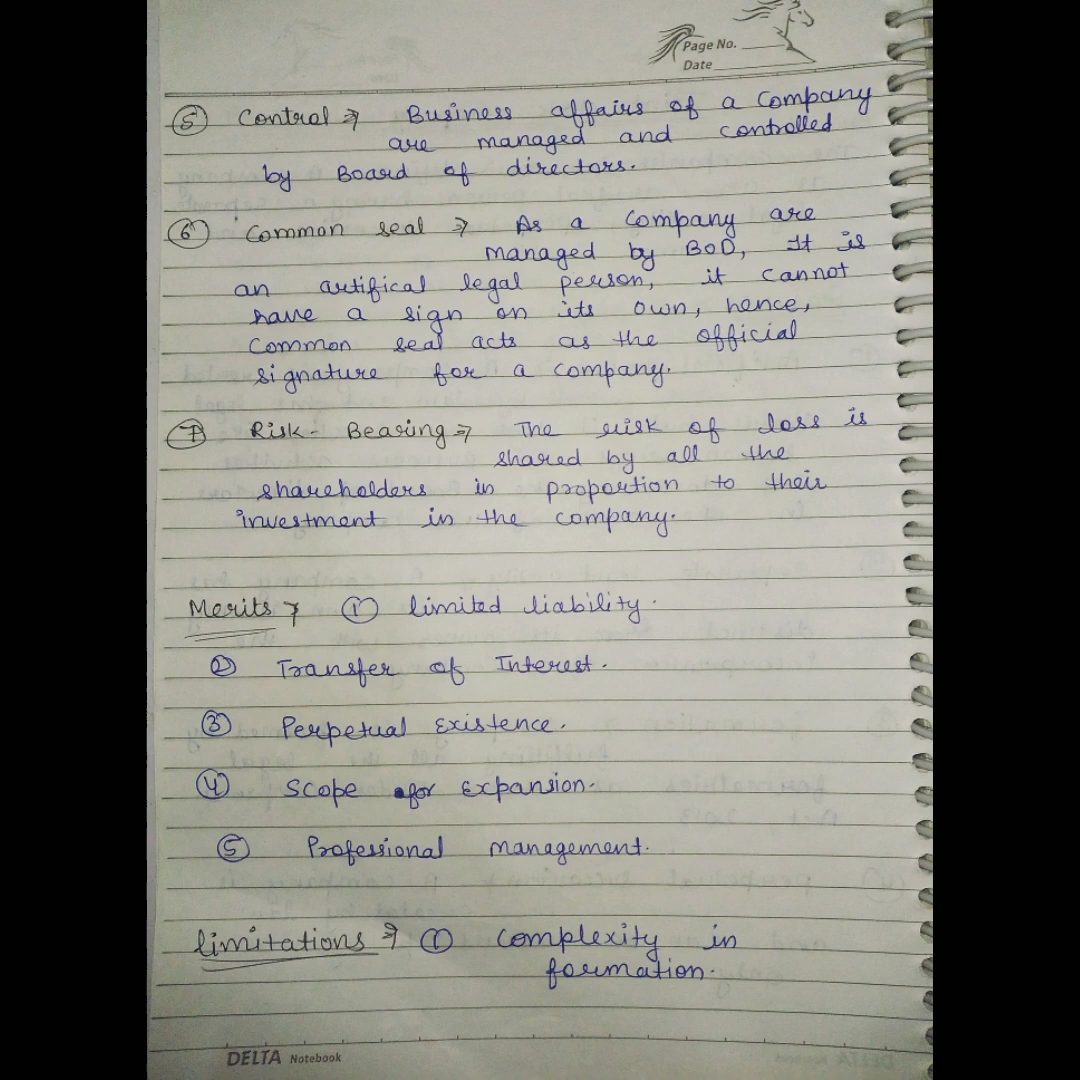 Page No.
Date
⑤ Control ⇒ Business affairs of a Company
are managed and controlled
by Board of directors.
⑥ Common seal ⇒ As a Company are
managed by BOD, It is
an artifical legal person, it cannot
have a sign on its own, hence,
Common seal acts as the official
signature for a company.
⑦ Risk-Bearing ⇒ The risk of loss is
shared by all the
shareholders in proportion to their
investment in the company.
Merits ⇒ ① limited liability.
② Transfer of Interest.
③ Perpetual Existence.
④ Scope for Expansion.
⑤ Professional management.
limitations ⇒ ① Complexity in
formation.
DELTA Notebook